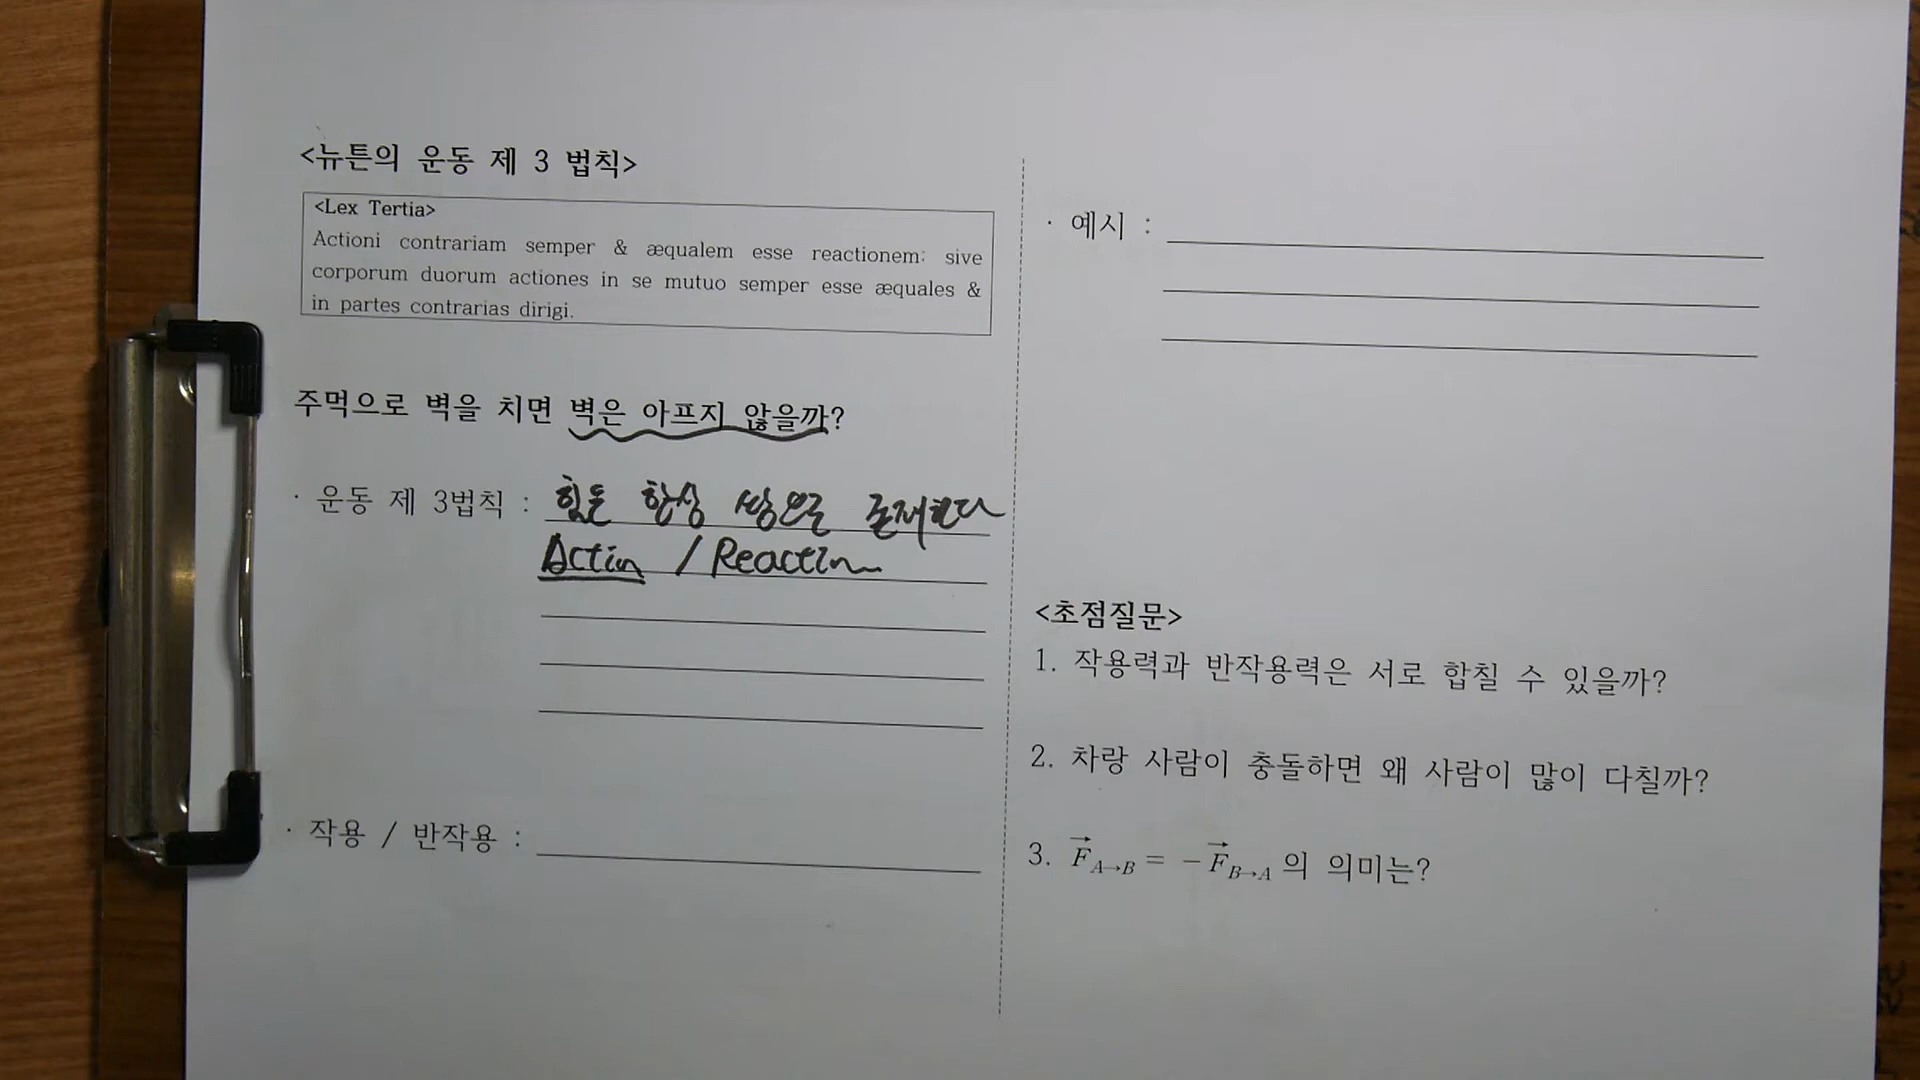 <뉴튼의 운동 제 3 법칙>
<Lex Tertia>
Actioni contrariam semper & æqualem esse reactionem: sive
corporum duorum actiones in se mutuo semper esse æquales &
in partes contrarias dirigi.
주먹으로 벽을 치면 벽은 아프지 않을까?
· 운동 제 3법칙 : 힘은 항상 쌍으로 존재한다
Action / Reaction
· 작용 / 반작용 :
· 예시 :
<초점질문>
1. 작용력과 반작용력은 서로 합칠 수 있을까?
2. 차랑 사람이 충돌하면 왜 사람이 많이 다칠까?
3. F⃗_{A→B} = −F⃗_{B→A} 의 의미는?